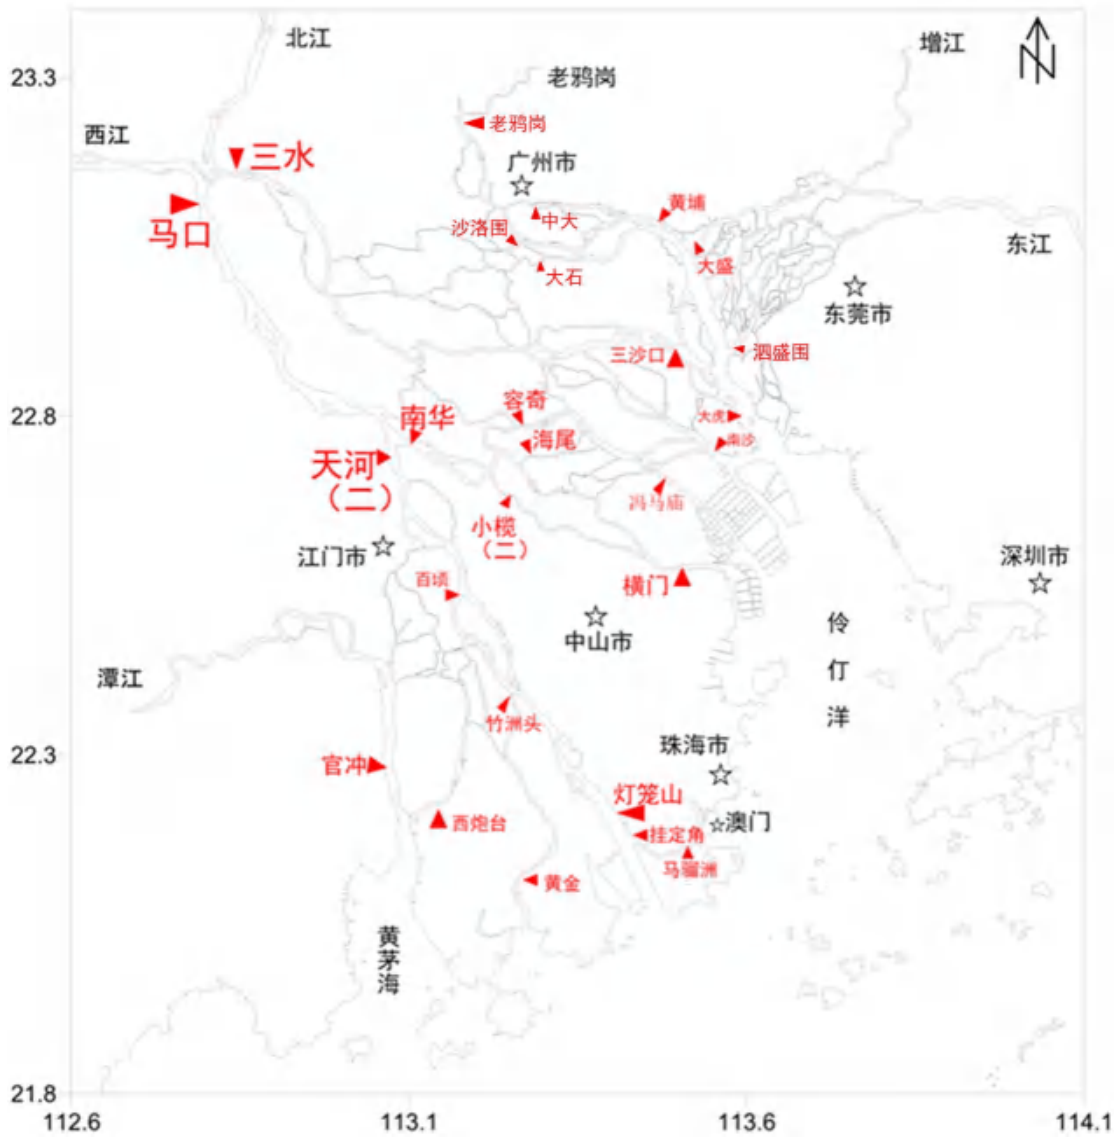 北江
增江
23.3
老鸦岗
老鸦岗
西江
三水
广州市
马口
黄埔
中大
沙洛围
东江
大盛
大石
东莞市
泗盛围
三沙口
容奇
22.8
南华
大虎
海尾
南沙
天河
（二）
冯马庙
小榄
（二）
江门市
深圳市
百顷
横门
中山市
伶
仃
洋
潭江
竹洲头
珠海市
22.3
官冲
灯笼山
西炮台
澳门
挂定角
马骝洲
黄金
黄
茅
海
21.8
112.6
113.1
113.6
114.1